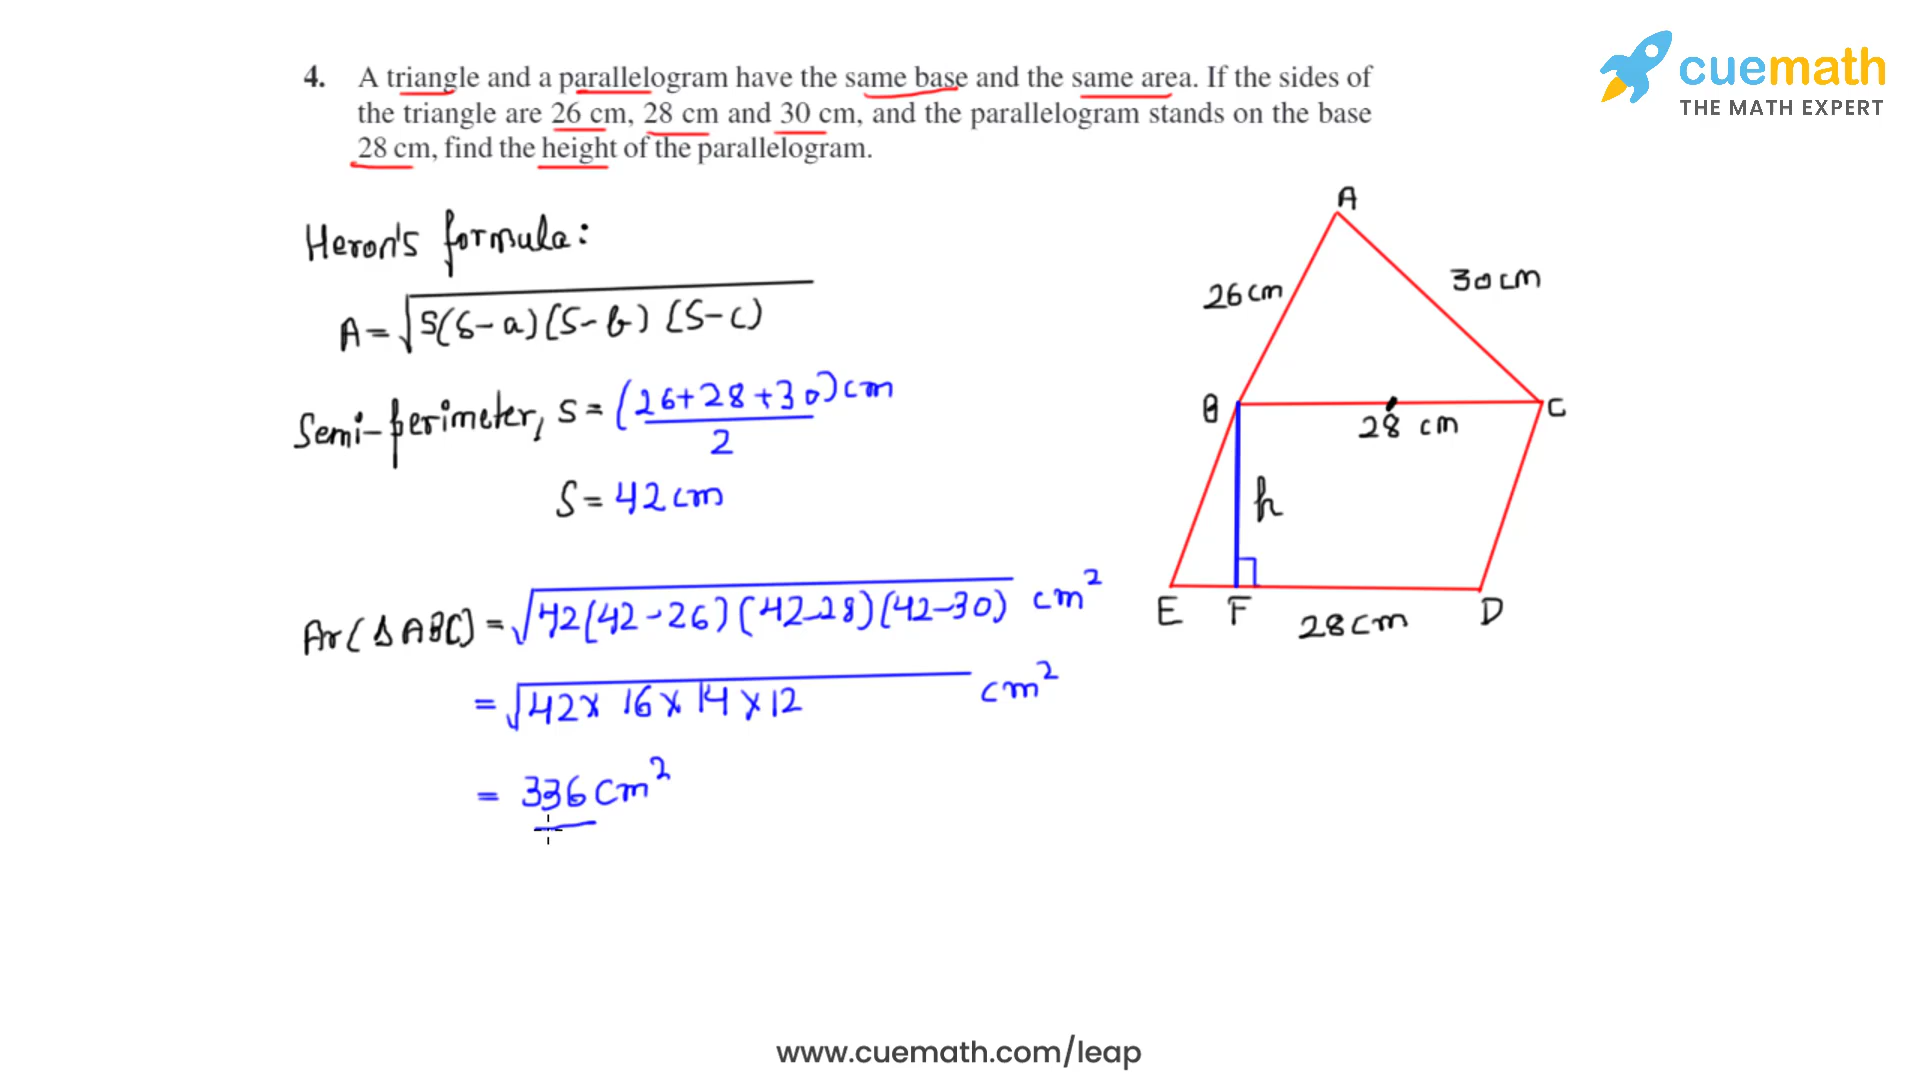 4. A triangle and a parallelogram have the same base and the same area. If the sides of
the triangle are 26 cm, 28 cm and 30 cm, and the parallelogram stands on the base
28 cm, find the height of the parallelogram.
cuemath
THE MATH EXPERT
Heron's formula:
A = √S(S-a)(S-b)(S-c)
Semi-perimeter, S = (26+28+30)cm / 2
S = 42 cm
Ar(ΔABC) = √42(42-26)(42-28)(42-30) cm²
= √42 × 16 × 14 × 12 cm²
= 336 cm²
A
26 cm
30 cm
B
C
28 cm
h
E
F
D
28 cm
www.cuemath.com/leap